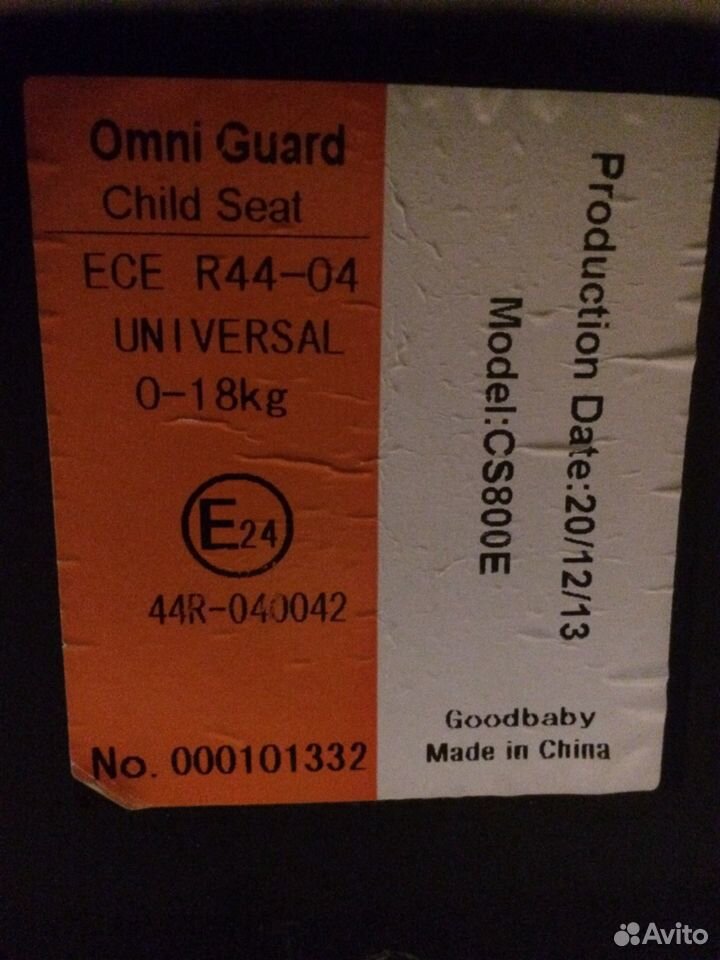 Omni Guard
Child Seat
ECE R44-04
UNIVERSAL
0-18kg
E24
44R-040042
No. 000101332
Production Date:20/12/13
Model:CS800E
Goodbaby
Made in China
Avito